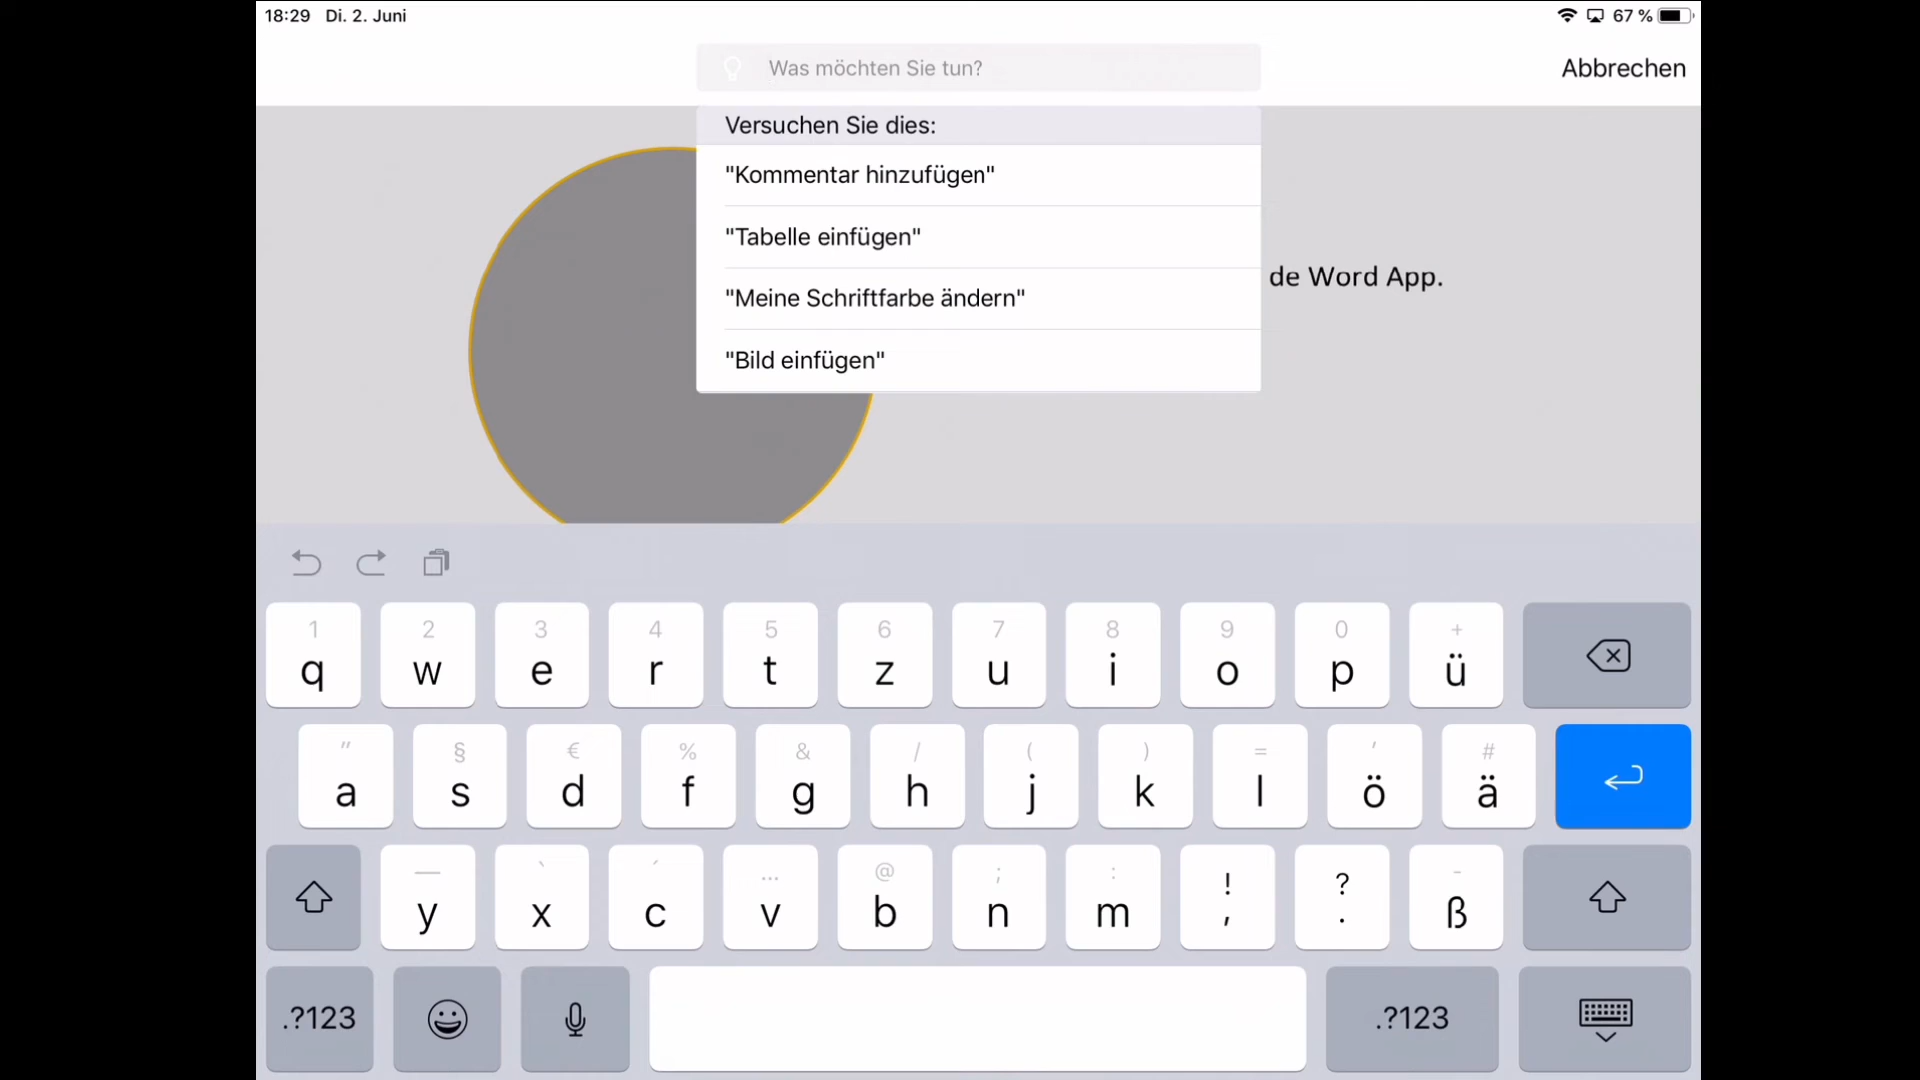 18:29 Di. 2. Juni 67 %
Was möchten Sie tun? Abbrechen
Versuchen Sie dies:
"Kommentar hinzufügen"
"Tabelle einfügen"
de Word App.
"Meine Schriftfarbe ändern"
"Bild einfügen"
1 2 3 4 5 6 7 8 9 0 +
q w e r t z u i o p ü
" § € % & / ( ) = ' #
a s d f g h j k l ö ä
— ` ´ ... @ ; : ! ? -
y x c v b n m , . ß
.?123 .?123